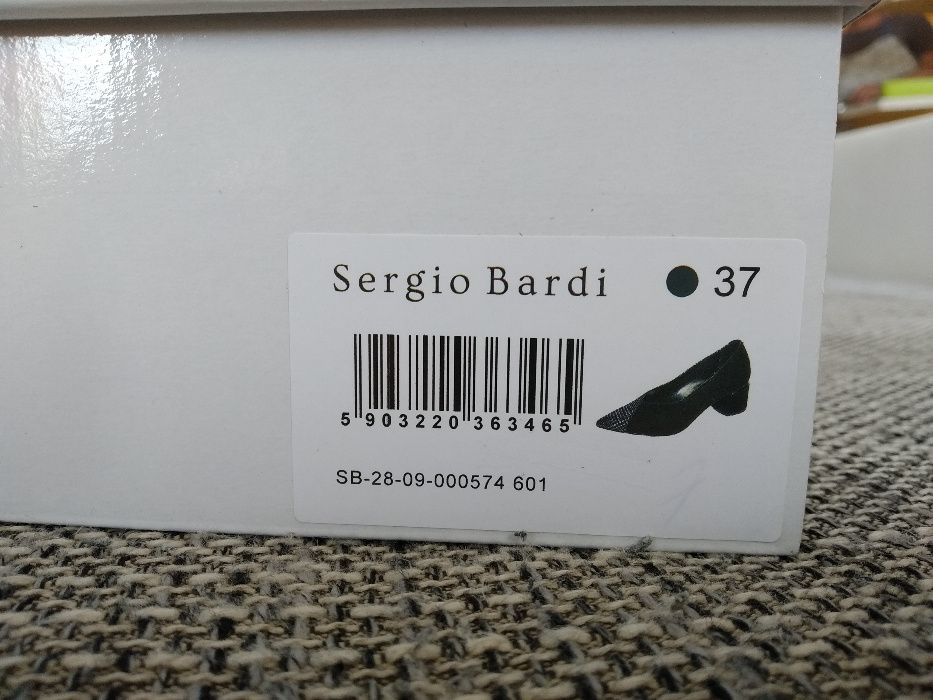 Sergio Bardi 37
5 903220 363465
SB-28-09-000574 601